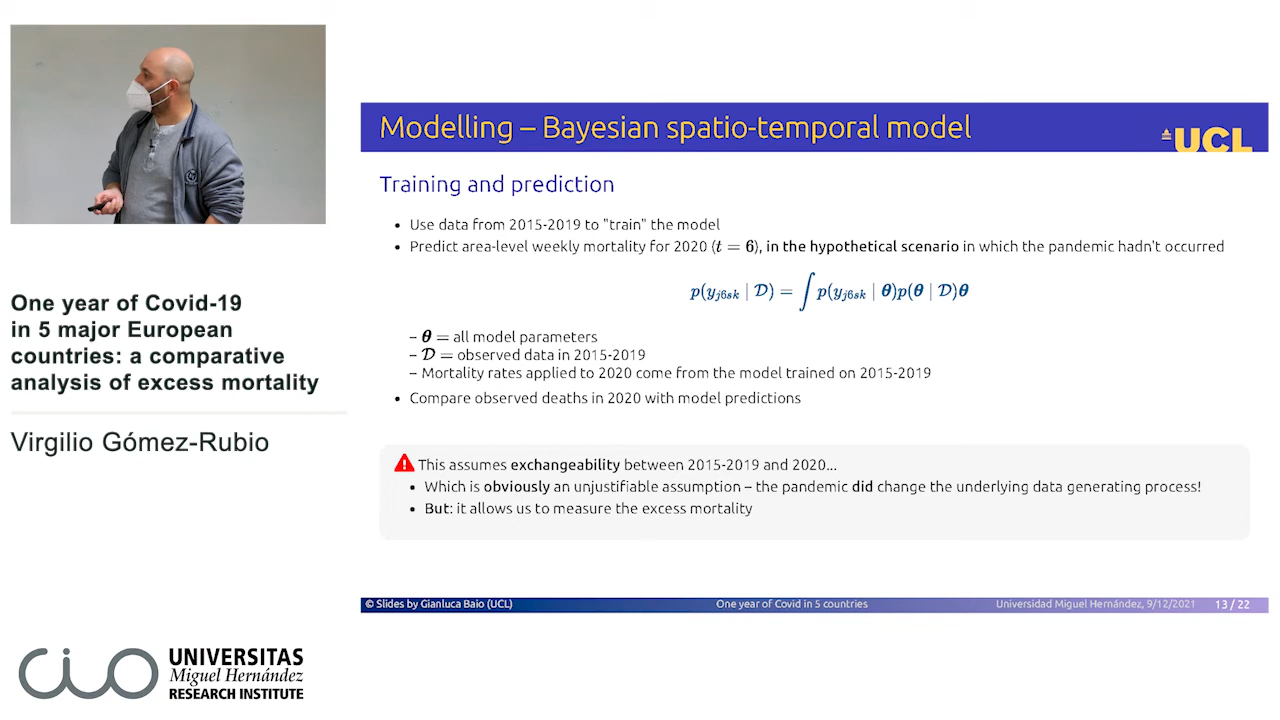 Modelling – Bayesian spatio-temporal model
UCL
Training and prediction
• Use data from 2015-2019 to "train" the model
• Predict area-level weekly mortality for 2020 (t = 6), in the hypothetical scenario in which the pandemic hadn't occurred
p(y_{j6sk} | 𝒟) = ∫ p(y_{j6sk} | θ)p(θ | 𝒟)θ
– θ = all model parameters
– 𝒟 = observed data in 2015-2019
– Mortality rates applied to 2020 come from the model trained on 2015-2019
• Compare observed deaths in 2020 with model predictions
This assumes exchangeability between 2015-2019 and 2020...
• Which is obviously an unjustifiable assumption – the pandemic did change the underlying data generating process!
• But: it allows us to measure the excess mortality
© Slides by Gianluca Baio (UCL)
One year of Covid in 5 countries
Universidad Miguel Hernández, 9/12/2021
13 / 22
One year of Covid-19
in 5 major European
countries: a comparative
analysis of excess mortality
Virgilio Gómez-Rubio
cio
UNIVERSITAS
Miguel Hernández
RESEARCH INSTITUTE